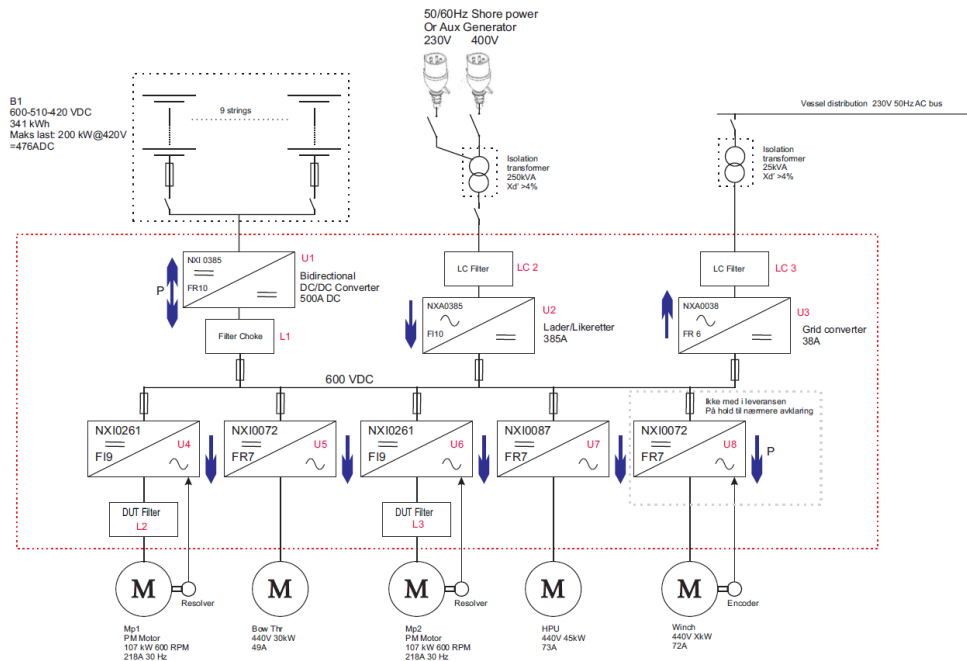 50/60Hz Shore power
Or Aux Generator
230V 400V
B1
600-510-420 VDC
341 kWh
Maks last: 200 kW@420V
=476ADC
9 strings
Vessel distribution 230V 50Hz AC bus
Isolation
transformer
250kVA
Xd' >4%
Isolation
transformer
25kVA
Xd' >4%
NXI 0385
FR10
U1
Bidirectional
DC/DC Converter
500A DC
P
LC Filter
LC 2
LC Filter
LC 3
NXA0385
FI10
U2
Lader/Likeretter
385A
NXA0038
FR 6
U3
Grid converter
38A
Filter Choke
L1
600 VDC
Ikke med i leveransen
På hold til nærmere avklaring
NXI0261
FI9
U4
NXI0072
FR7
U5
NXI0261
FI9
U6
NXI0087
FR7
U7
NXI0072
FR7
U8
P
DUT Filter
L2
DUT Filter
L3
M
M
M
M
M
Resolver
Resolver
Encoder
Mp1
PM Motor
107 kW 600 RPM
218A 30 Hz
Bow Thr
440V 30kW
49A
Mp2
PM Motor
107 kW 600 RPM
218A 30 Hz
HPU
440V 45kW
73A
Winch
440V XkW
72A